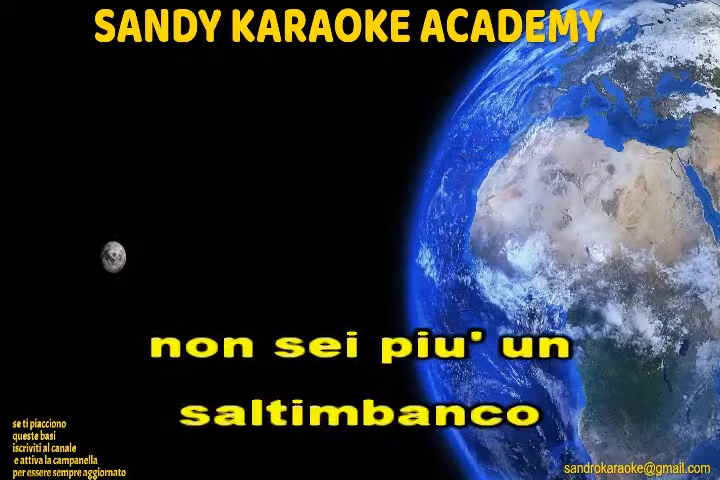 SANDY KARAOKE ACADEMY
non sei piu' un
saltimbanco
se ti piacciono
queste basi
iscriviti al canale
e attiva la campanella
per essere sempre aggiornato
sandrokaraoke@gmail.com